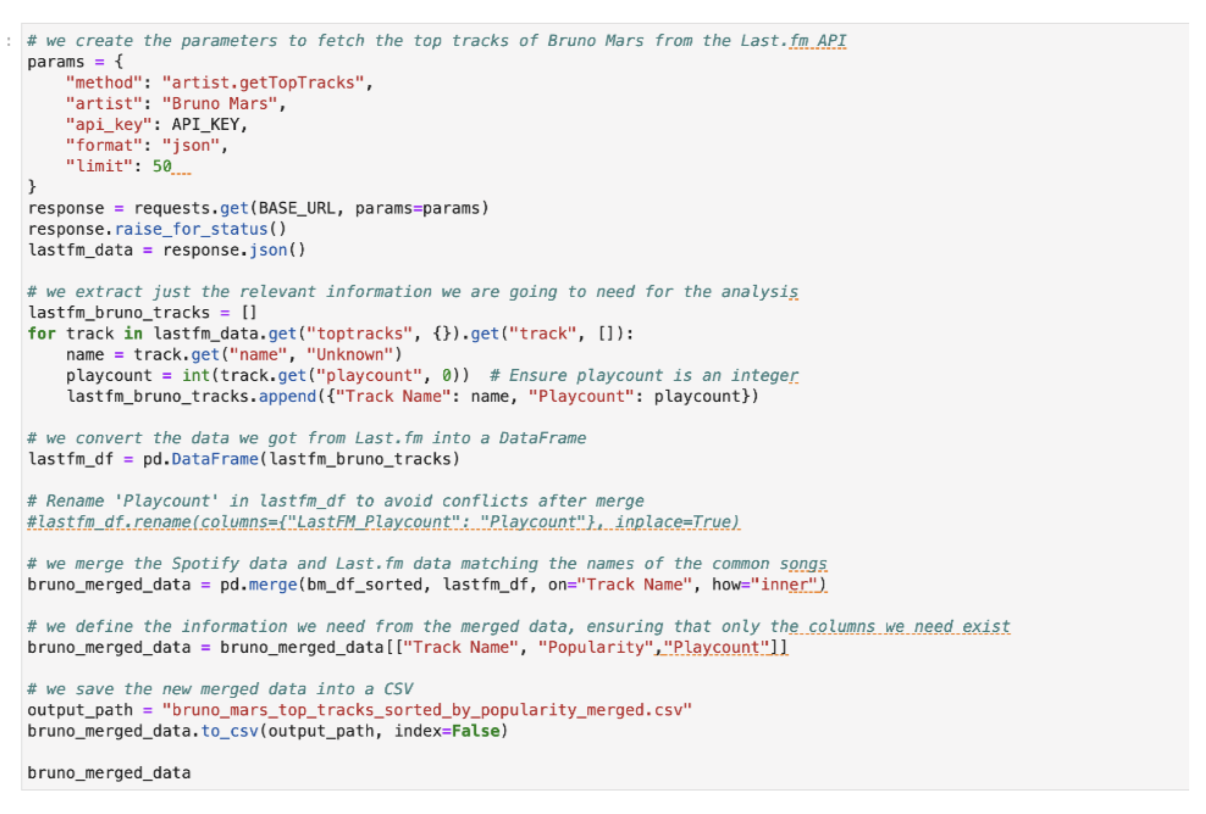 : # we create the parameters to fetch the top tracks of Bruno Mars from the Last.fm API
params = {
    "method": "artist.getTopTracks",
    "artist": "Bruno Mars",
    "api_key": API_KEY,
    "format": "json",
    "limit": 50
}
response = requests.get(BASE_URL, params=params)
response.raise_for_status()
lastfm_data = response.json()

# we extract just the relevant information we are going to need for the analysis
lastfm_bruno_tracks = []
for track in lastfm_data.get("toptracks", {}).get("track", []):
    name = track.get("name", "Unknown")
    playcount = int(track.get("playcount", 0))  # Ensure playcount is an integer
    lastfm_bruno_tracks.append({"Track Name": name, "Playcount": playcount})

# we convert the data we got from Last.fm into a DataFrame
lastfm_df = pd.DataFrame(lastfm_bruno_tracks)

# Rename 'Playcount' in lastfm_df to avoid conflicts after merge
#lastfm_df.rename(columns={"LastFM_Playcount": "Playcount"}, inplace=True)

# we merge the Spotify data and Last.fm data matching the names of the common songs
bruno_merged_data = pd.merge(bm_df_sorted, lastfm_df, on="Track Name", how="inner")

# we define the information we need from the merged data, ensuring that only the columns we need exist
bruno_merged_data = bruno_merged_data[["Track Name", "Popularity","Playcount"]]

# we save the new merged data into a CSV
output_path = "bruno_mars_top_tracks_sorted_by_popularity_merged.csv"
bruno_merged_data.to_csv(output_path, index=False)

bruno_merged_data